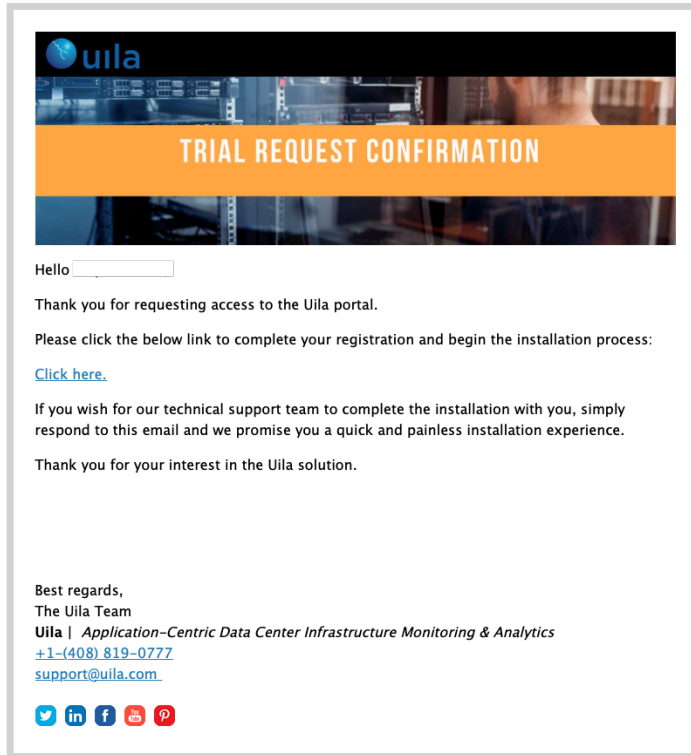 uila
TRIAL REQUEST CONFIRMATION
Hello
Thank you for requesting access to the Uila portal.
Please click the below link to complete your registration and begin the installation process:
Click here.
If you wish for our technical support team to complete the installation with you, simply
respond to this email and we promise you a quick and painless installation experience.
Thank you for your interest in the Uila solution.
Best regards,
The Uila Team
Uila | Application-Centric Data Center Infrastructure Monitoring & Analytics
+1-(408) 819-0777
support@uila.com